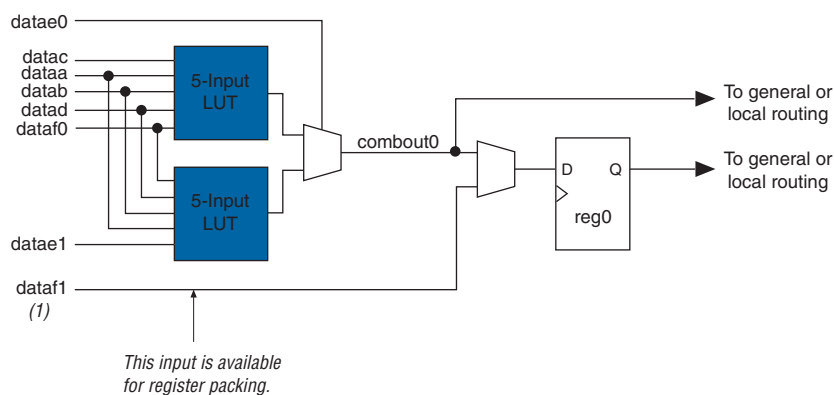 datae0
datac
dataa
datab
datad
dataf0
5-Input
LUT
combout0
To general or
local routing
D
Q
reg0
To general or
local routing
5-Input
LUT
datae1
dataf1
(1)
This input is available
for register packing.